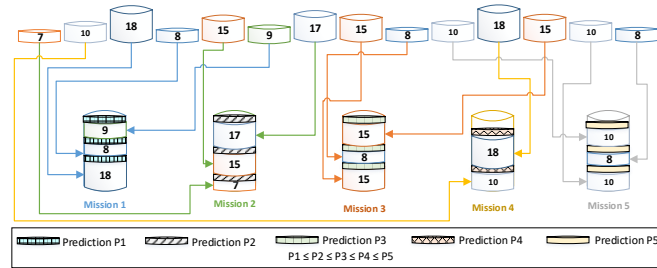 7 10 18 8 15 9 17 15 8 10 18 15 10 8
9 17 15 18 10
8 15 8 8
18 7 15 10 10
Mission 1 Mission 2 Mission 3 Mission 4 Mission 5
Prediction P1 Prediction P2 Prediction P3 Prediction P4 Prediction P5
P1 ≤ P2 ≤ P3 ≤ P4 ≤ P5